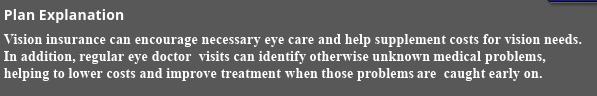 Plan Explanation
Vision insurance can encourage necessary eye care and help supplement costs for vision needs.
In addition, regular eye doctor visits can identify otherwise unknown medical problems,
helping to lower costs and improve treatment when those problems are caught early on.